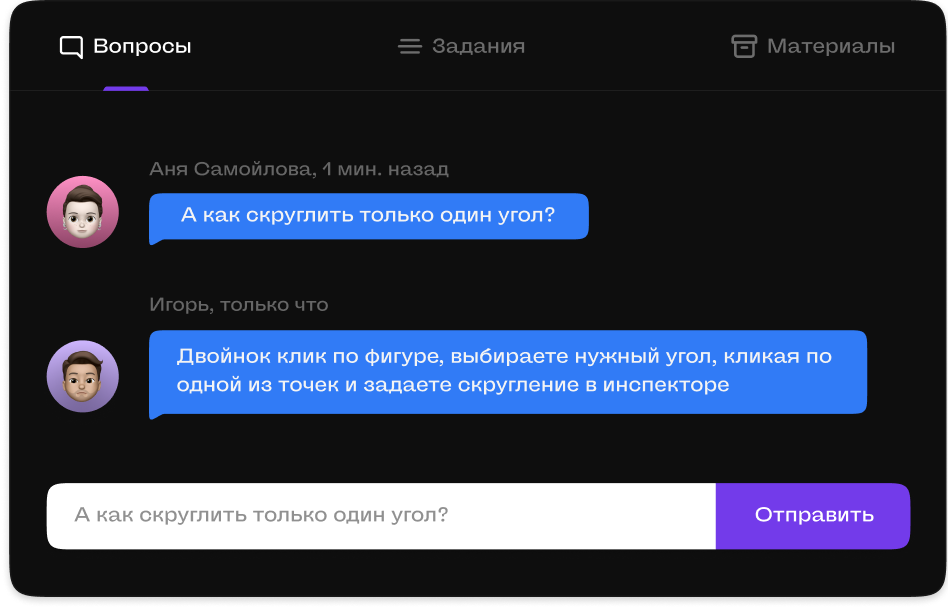 Вопросы
Задания
Материалы
Аня Самойлова, 1 мин. назад
А как скруглить только один угол?
Игорь, только что
Двойнок клик по фигуре, выбираете нужный угол, кликая по
одной из точек и задаете скругление в инспекторе
А как скруглить только один угол?
Отправить